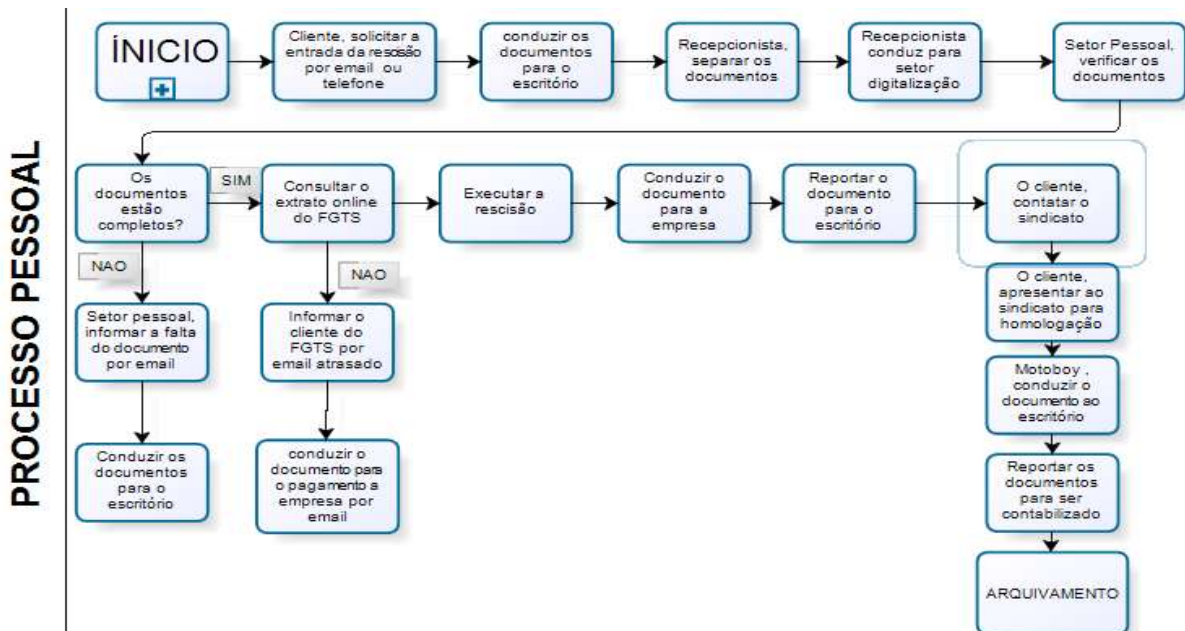 PROCESSO PESSOAL
ÍNICIO
Cliente, solicitar a
entrada da rescisão
por email ou
telefone
conduzir os
documentos
para o
escritório
Recepcionista,
separar os
documentos
Recepcionista
conduz para
setor
digitalização
Setor Pessoal,
verificar os
documentos
Os
documentos
estão
completos?
SIM
Consultar o
extrato online
do FGTS
Executar a
rescisão
Conduzir o
documento
para a
empresa
Reportar o
documento
para o
escritório
O cliente,
contatar o
sindicato
NAO
NAO
Setor pessoal,
informar a falta
do documento
por email
Informar o
cliente do
FGTS por
email atrasado
O cliente,
apresentar ao
sindicato para
homologação
Motoboy ,
conduzir o
documento ao
escritório
Conduzir os
documentos
para o
escritório
conduzir o
documento para
o pagamento a
empresa por
email
Reportar os
documentos
para ser
contabilizado
ARQUIVAMENTO